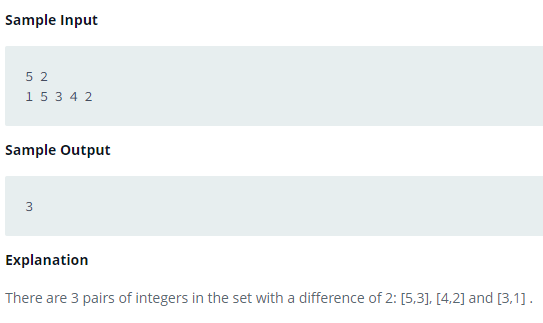 Sample Input
5 2
1 5 3 4 2
Sample Output
3
Explanation
There are 3 pairs of integers in the set with a difference of 2: [5,3], [4,2] and [3,1] .